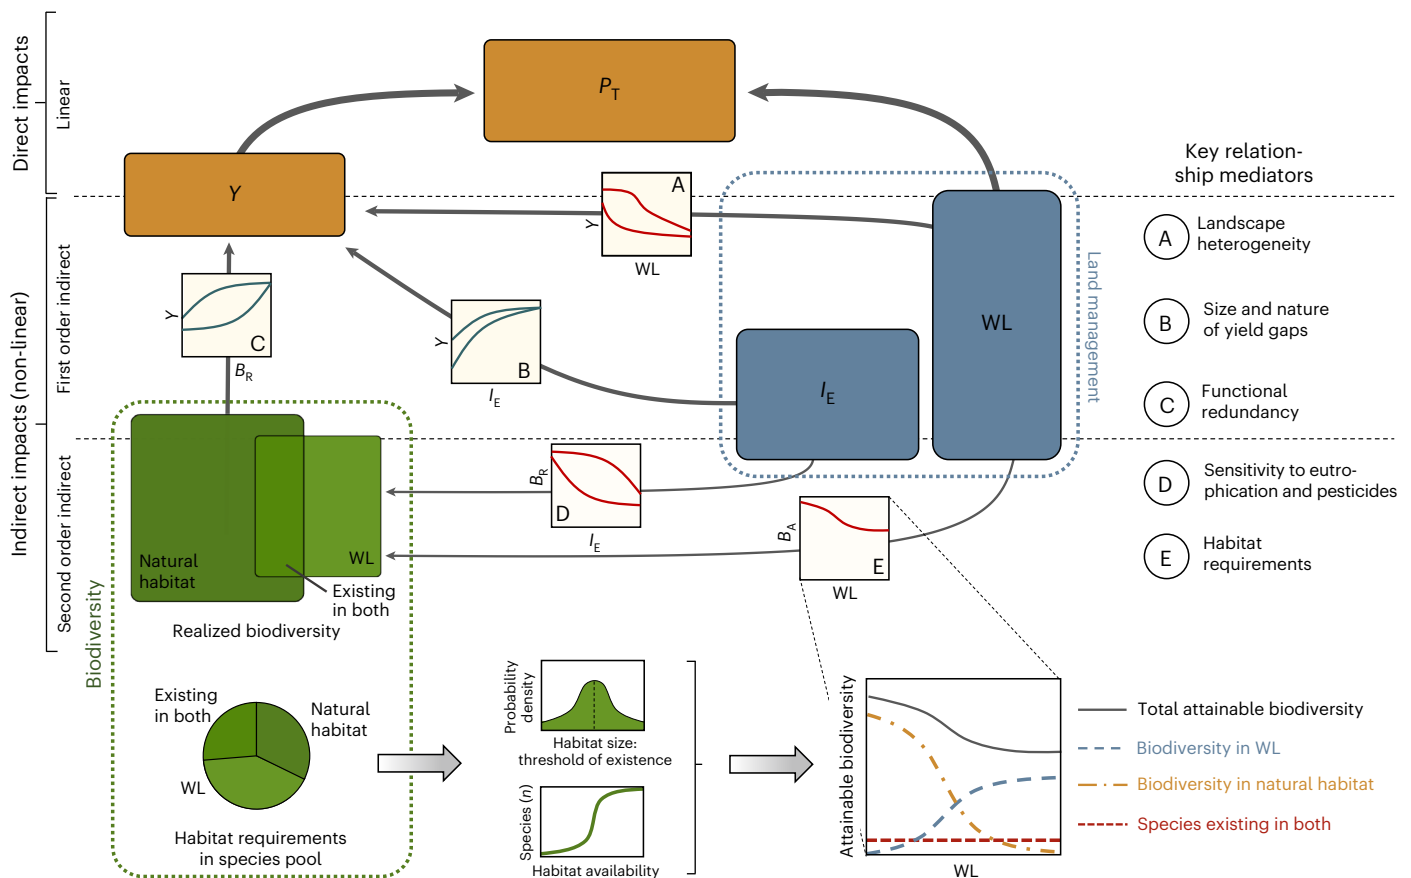 Direct impacts
Linear
P_T
Y
Key relation-
ship mediators
A
Y
WL
A
Landscape
heterogeneity
Indirect impacts (non-linear)
First order indirect
Y
C
B_R
Y
B
I_E
I_E
WL
Land management
B
Size and nature
of yield gaps
C
Functional
redundancy
Second order indirect
Natural
habitat
WL
Existing
in both
Realized biodiversity
Biodiversity
B_R
D
I_E
B_A
E
WL
D
Sensitivity to eutro-
phication and pesticides
E
Habitat
requirements
Existing
in both
Natural
habitat
WL
Habitat requirements
in species pool
Probability
density
Habitat size:
threshold of existence
Species (n)
Habitat availability
Attainable biodiversity
WL
Total attainable biodiversity
Biodiversity in WL
Biodiversity in natural habitat
Species existing in both